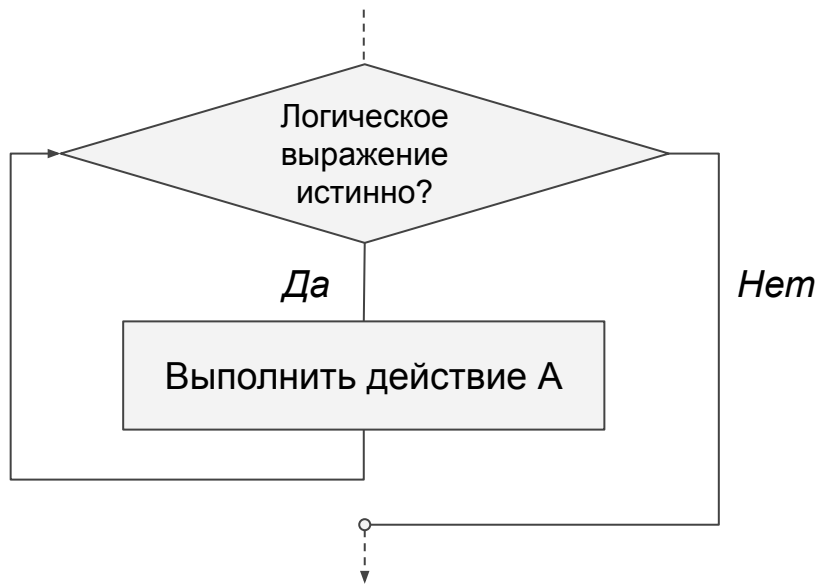 Логическое
выражение
истинно?
Да
Нет
Выполнить действие А